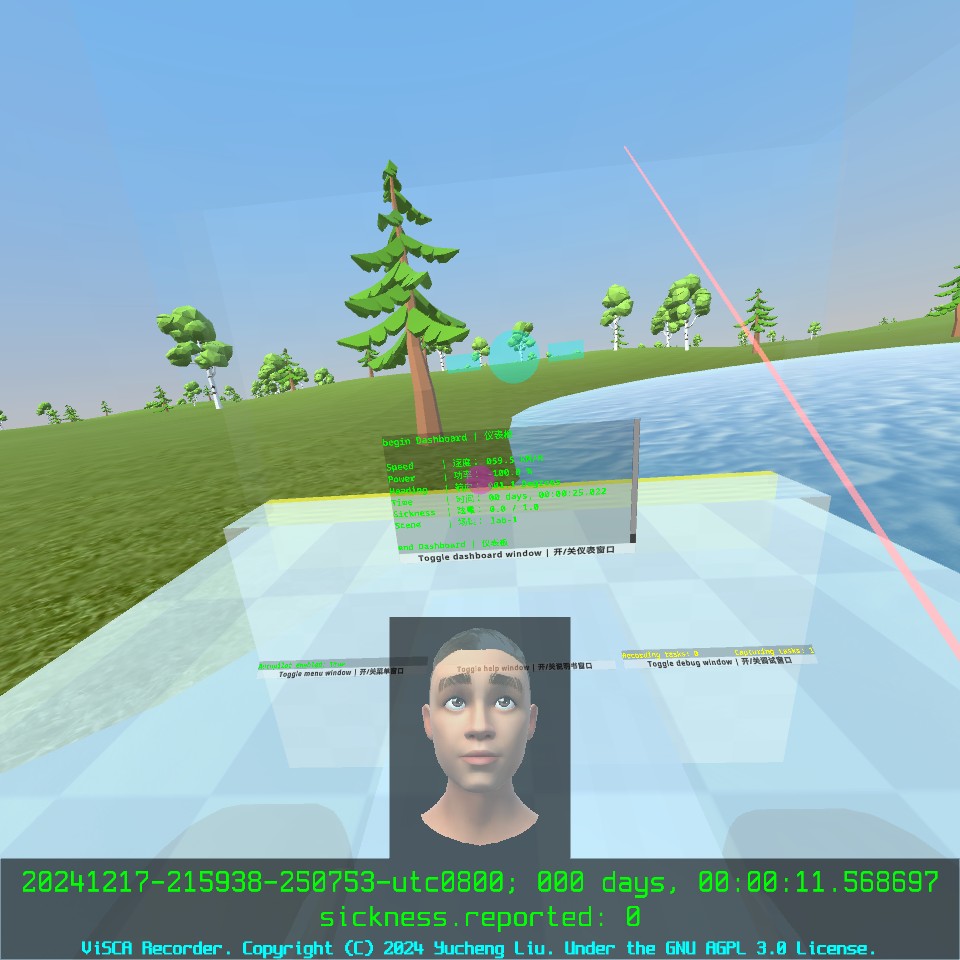 begin Dashboard | 仪表板
Speed | 速度: 059.5
Power | 功率: -100.0 %
Heading
Time | 时间: 00 days, 00:00:25.022
Sickness | 眩晕: 0.0 / 1.0
Scene | 场景: lab-1
end Dashboard | 仪表板
Toggle dashboard window | 开/关仪表窗口
Recording tasks: 0 Capturing tasks: 1
Toggle debug window | 开/关调试窗口
Toggle menu window | 开/关菜单窗口
Toggle help window | 开/关
20241217-215938-250753-utc0800; 000 days, 00:00:11.568697
sickness.reported: 0
ViSCA Recorder. Copyright (C) 2024 Yucheng Liu. Under the GNU AGPL 3.0 License.